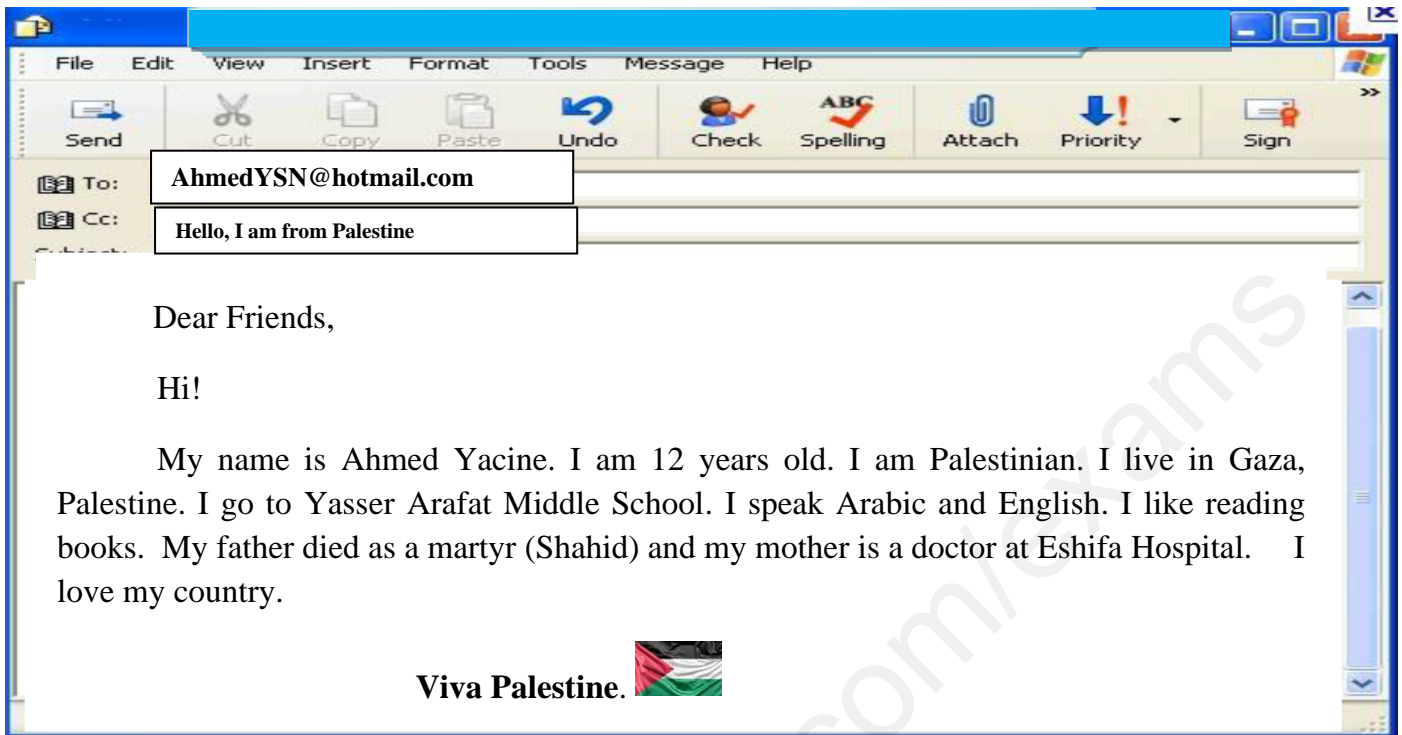 File Edit View Insert Format Tools Message Help
Send Cut Copy Paste Undo Check ABC Spelling Attach Priority Sign
To: AhmedYSN@hotmail.com
Cc: Hello, I am from Palestine
Dear Friends,
Hi!
My name is Ahmed Yacine. I am 12 years old. I am Palestinian. I live in Gaza,
Palestine. I go to Yasser Arafat Middle School. I speak Arabic and English. I like reading
books. My father died as a martyr (Shahid) and my mother is a doctor at Eshifa Hospital. I
love my country.
Viva Palestine.
om/exams